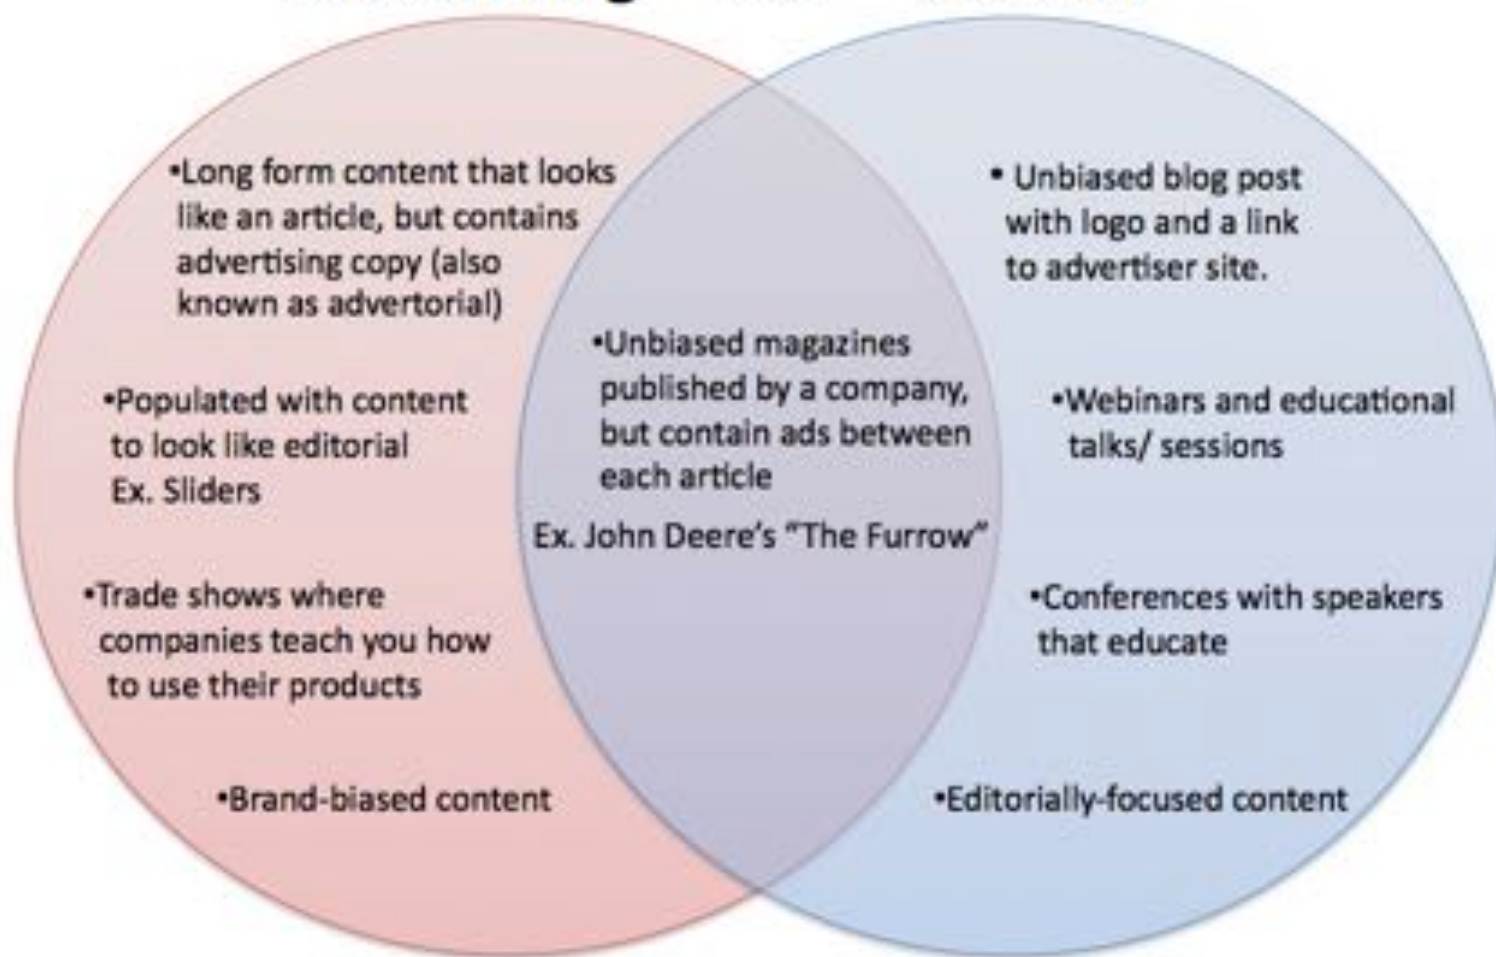 •Long form content that looks
like an article, but contains
advertising copy (also
known as advertorial)
•Populated with content
to look like editorial
Ex. Sliders
•Trade shows where
companies teach you how
to use their products
•Brand-biased content
•Unbiased magazines
published by a company,
but contain ads between
each article
Ex. John Deere's “The Furrow”
• Unbiased blog post
with logo and a link
to advertiser site.
•Webinars and educational
talks/ sessions
•Conferences with speakers
that educate
•Editorially-focused content